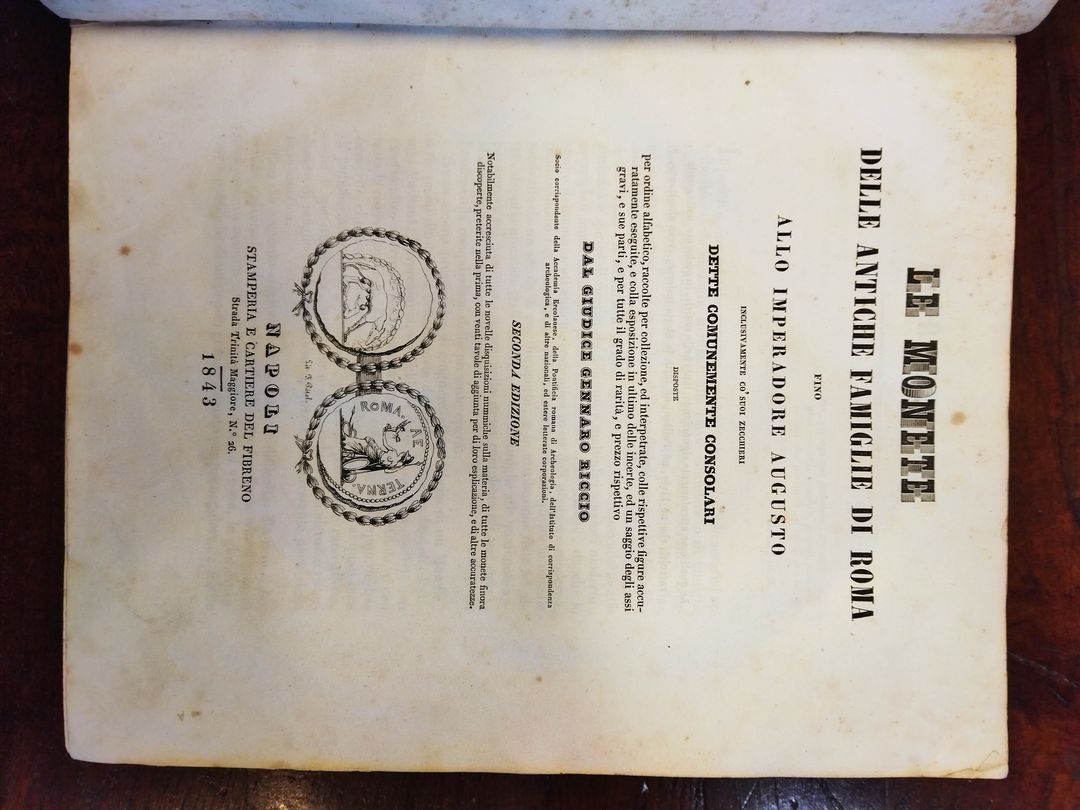 LE MONETE
DELLE ANTICHE FAMIGLIE DI ROMA
FINO
ALLO IMPERADORE AUGUSTO
INCLUSIVAMENTE CO' SUOI ZECCHIERI
DETTE COMUNEMENTE CONSOLARI
DISPOSTE
per ordine alfabetico, raccolte per collezione, ed interpetrate, colle rispettive figure accu-
ratamente eseguite, e colla esposizione in ultimo delle incerte, ed un saggio degli assi
gravi, e sue parti, e per tutte il grado di rarità, e prezzo rispettivo
DAL GIUDICE GENNARO RICCIO
Socio corrispondente della Accademia Ercolanese, della Pontificia romana di Archeologia, dell'Istituto di corrispondenza
archeologica, e di altre nazionali, ed estere letterate corporazioni.
SECONDA EDIZIONE
Notabilmente accresciuta di tutte le novelle disquisizioni nummiche sulla materia, di tutte le monete finora
discoperte, preterite nella prima, con venti tavole di aggiunta per di loro esplicazione, e di altre accuratezze.
ROMA. AE
TERNA.
NAPOLI
STAMPERIA E CARTIERE DEL FIBRENO
Strada Trinità Maggiore, N.° 26.
1843